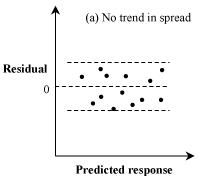 (a) No trend in spread
Residual
0
Predicted response